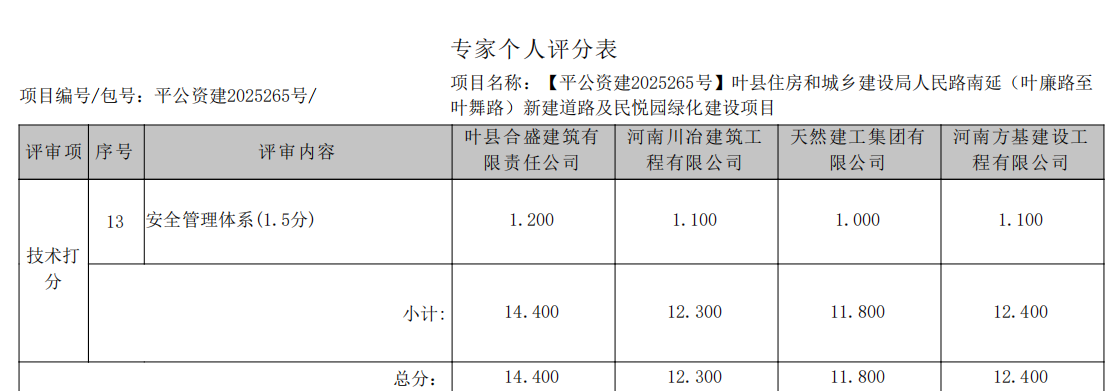 专家个人评分表
项目编号/包号：平公资建2025265号/
项目名称：【平公资建2025265号】叶县住房和城乡建设局人民路南延（叶廉路至
叶舞路）新建道路及民悦园绿化建设项目
评审项 序号 评审内容 叶县合盛建筑有 河南川冶建筑工 天然建工集团有 河南方基建设工
限责任公司 程有限公司 限公司 程有限公司
13 安全管理体系(1.5分) 1.200 1.100 1.000 1.100
技术打
分
小计: 14.400 12.300 11.800 12.400
总分: 14.400 12.300 11.800 12.400